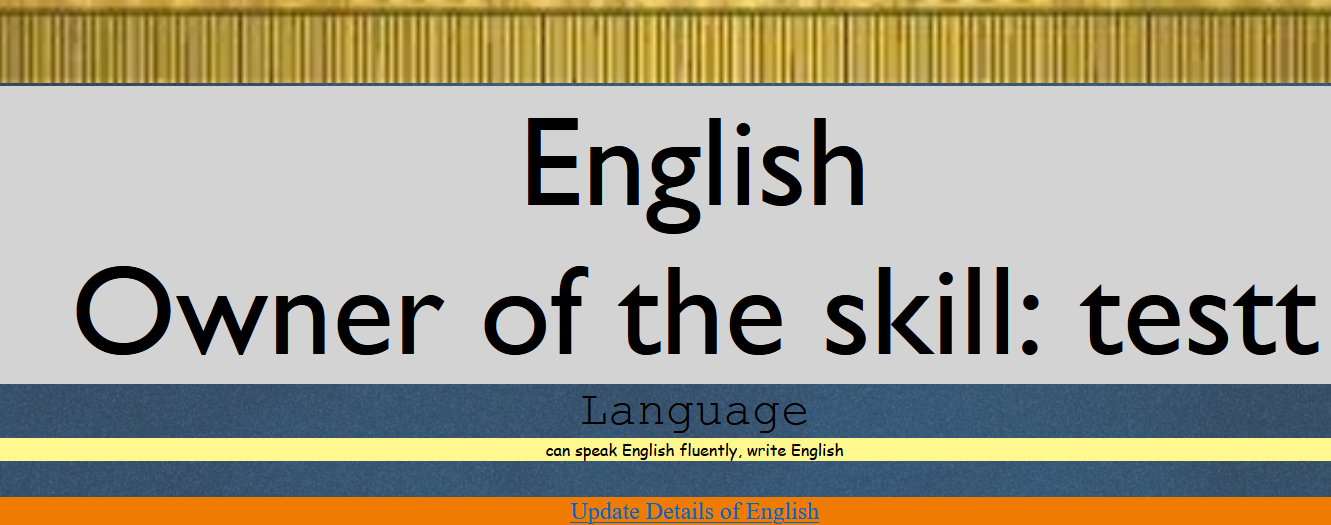 English
Owner of the skill: testt
Language
can speak English fluently, write English
Update Details of English